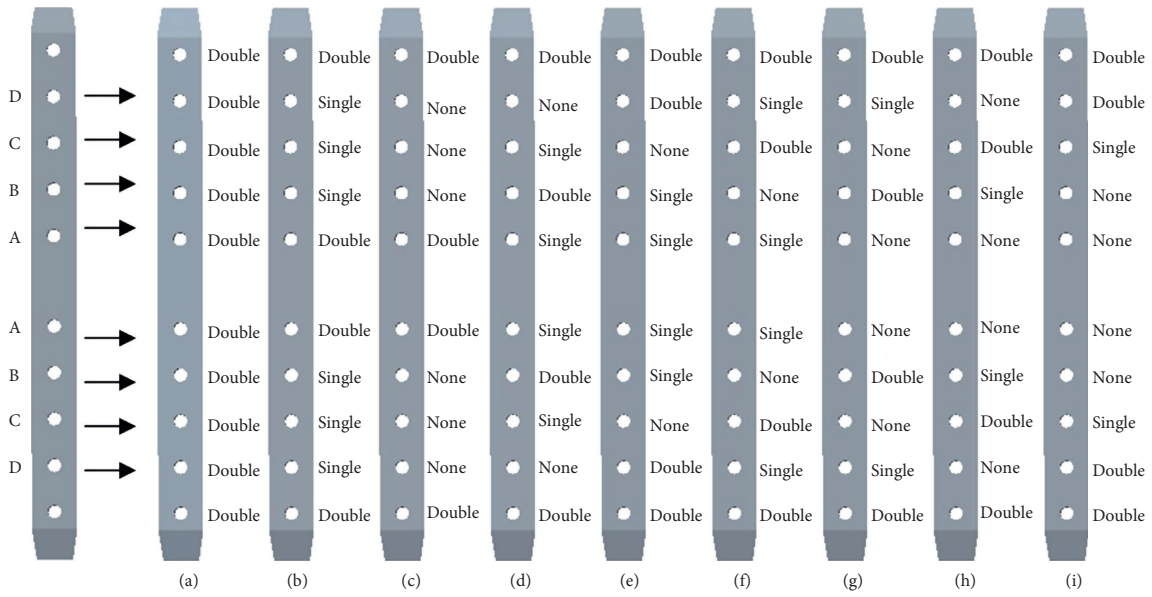 Double Double Double Double Double Double Double Double Double
D Double Single None None Double Single Single None Double
C Double Single None Single None Double None Double Single
B Double Single None Double Single None Double Single None
A Double Double Double Single Single Single None None None
A Double Double Double Single Single Single None None None
B Double Single None Double Single None Double Single None
C Double Single None Single None Double None Double Single
D Double Single None None Double Single Single None Double
Double Double Double Double Double Double Double Double Double
(a) (b) (c) (d) (e) (f) (g) (h) (i)